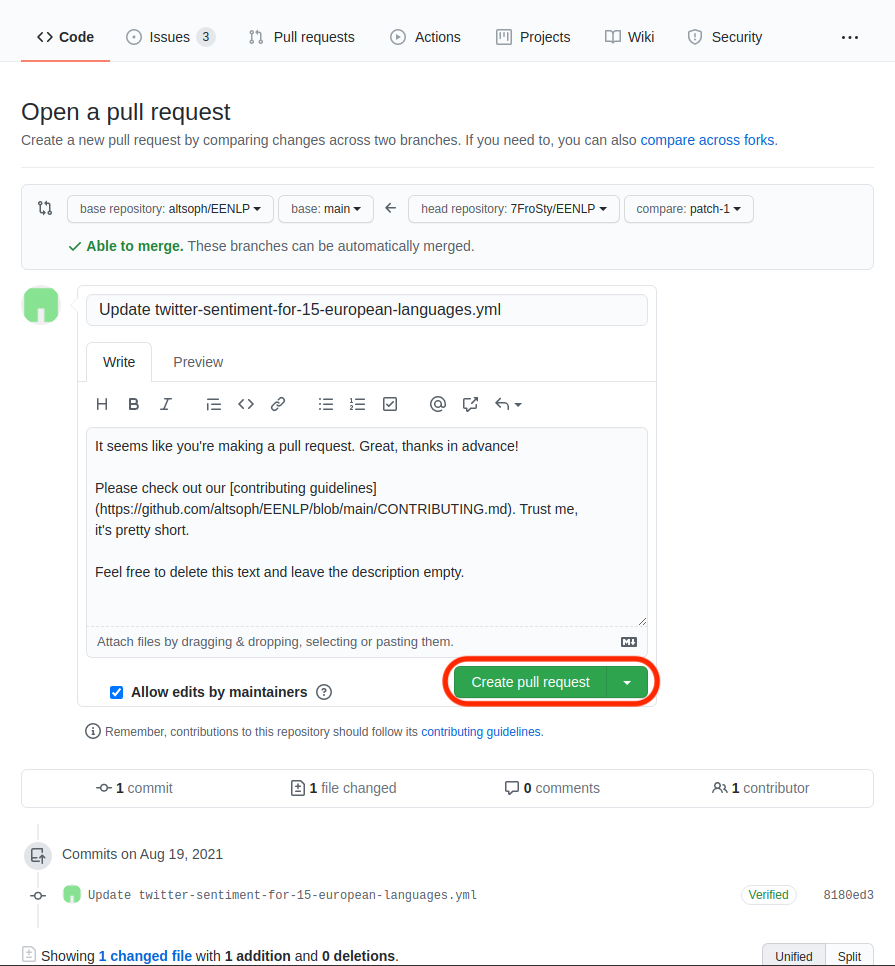 Code Issues 3 Pull requests Actions Projects Wiki Security
Open a pull request
Create a new pull request by comparing changes across two branches. If you need to, you can also compare across forks.
base repository: altsoph/EENLP base: main head repository: 7FroSty/EENLP compare: patch-1
Able to merge. These branches can be automatically merged.
Update twitter-sentiment-for-15-european-languages.yml
Write Preview
H B I @
It seems like you're making a pull request. Great, thanks in advance!
Please check out our [contributing guidelines]
(https://github.com/altsoph/EENLP/blob/main/CONTRIBUTING.md). Trust me,
it's pretty short.
Feel free to delete this text and leave the description empty.
Attach files by dragging & dropping, selecting or pasting them.
Create pull request
Allow edits by maintainers ?
Remember, contributions to this repository should follow its contributing guidelines.
1 commit 1 file changed 0 comments 1 contributor
Commits on Aug 19, 2021
Update twitter-sentiment-for-15-european-languages.yml Verified 8180ed3
Showing 1 changed file with 1 addition and 0 deletions. Unified Split